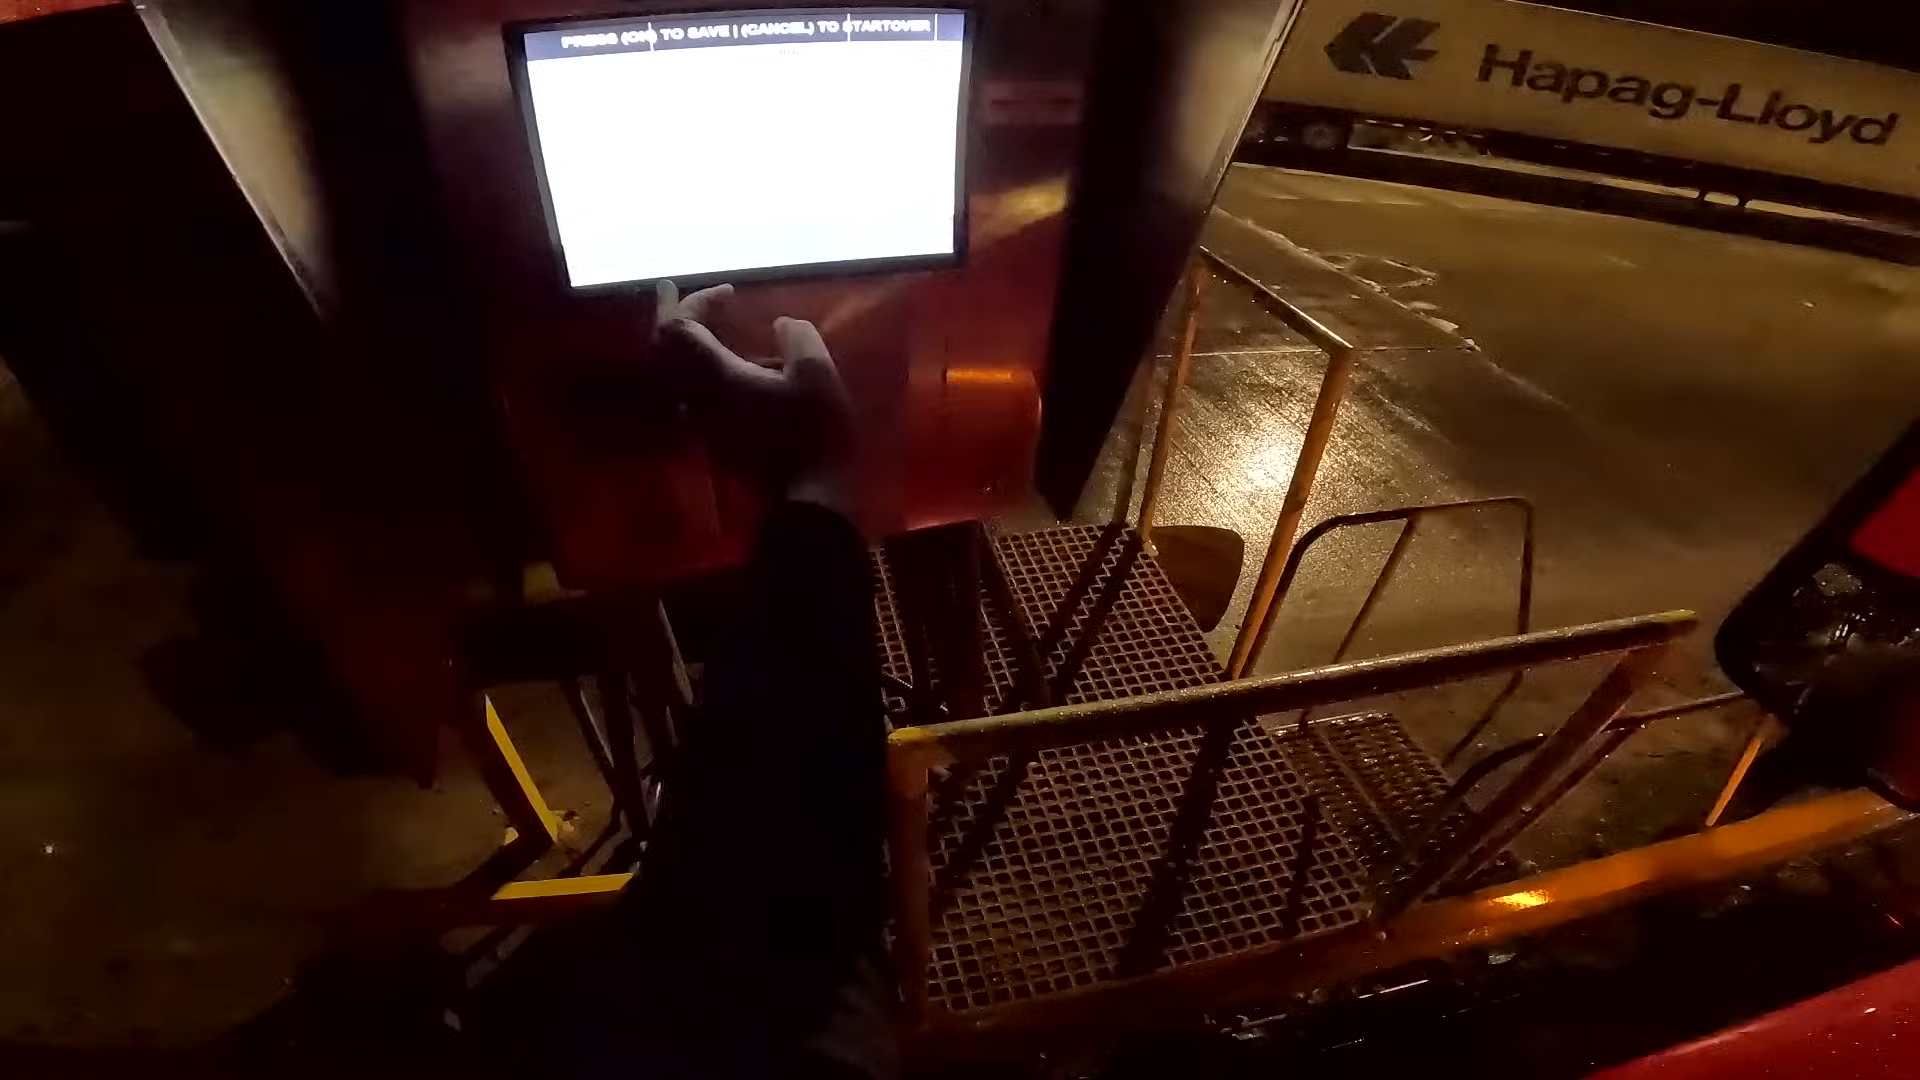 PRESS (OK) TO SAVE | (CANCEL) TO STARTOVER
Hapag-Lloyd